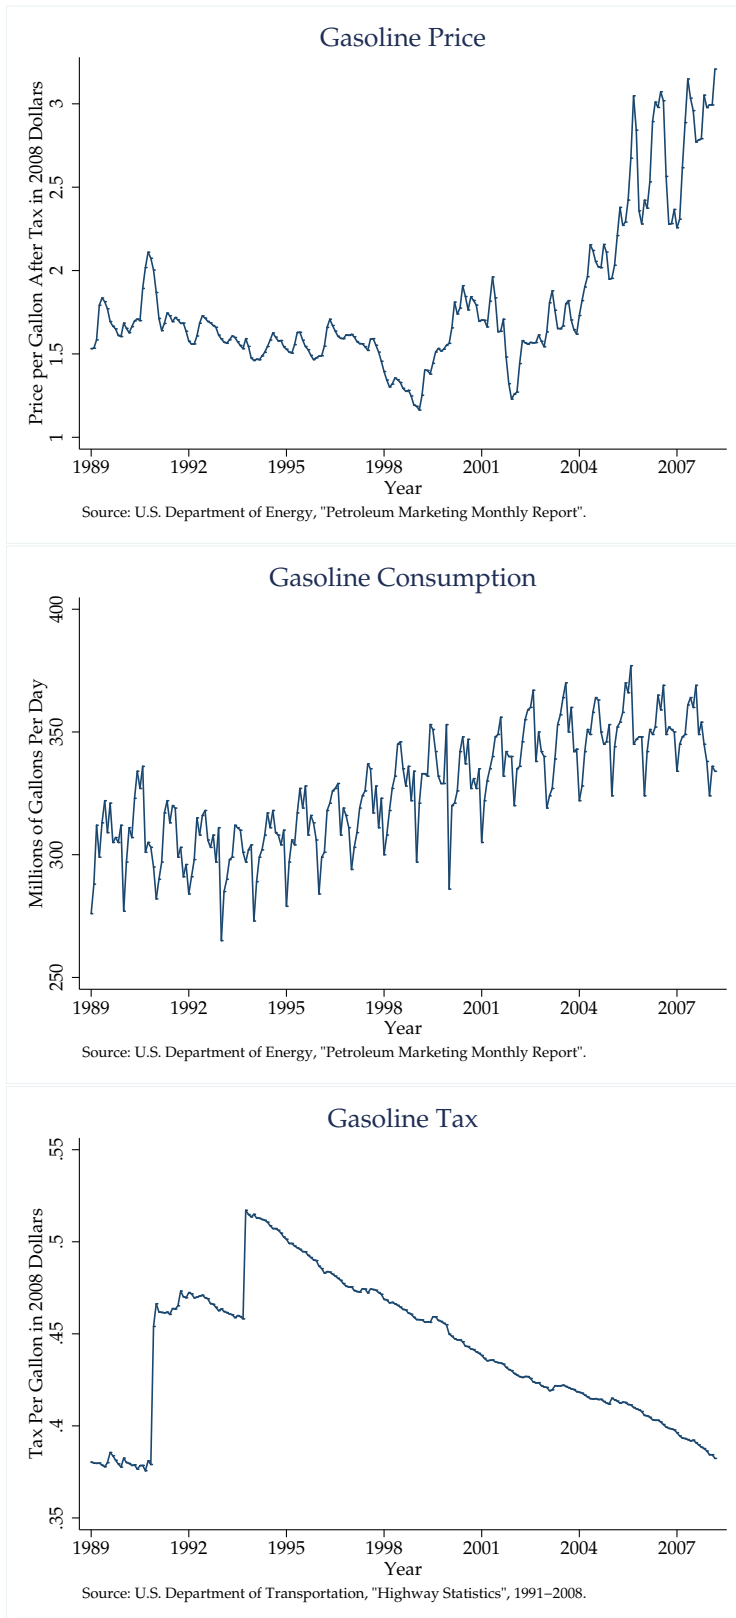 Gasoline Price
Price per Gallon After Tax in 2008 Dollars
3
2.5
2
1.5
1
1989 1992 1995 1998 2001 2004 2007
Year
Source: U.S. Department of Energy, "Petroleum Marketing Monthly Report".
Gasoline Consumption
Millions of Gallons Per Day
400
350
300
250
1989 1992 1995 1998 2001 2004 2007
Year
Source: U.S. Department of Energy, "Petroleum Marketing Monthly Report".
Gasoline Tax
Tax Per Gallon in 2008 Dollars
.55
.5
.45
.4
.35
1989 1992 1995 1998 2001 2004 2007
Year
Source: U.S. Department of Transportation, "Highway Statistics", 1991−2008.